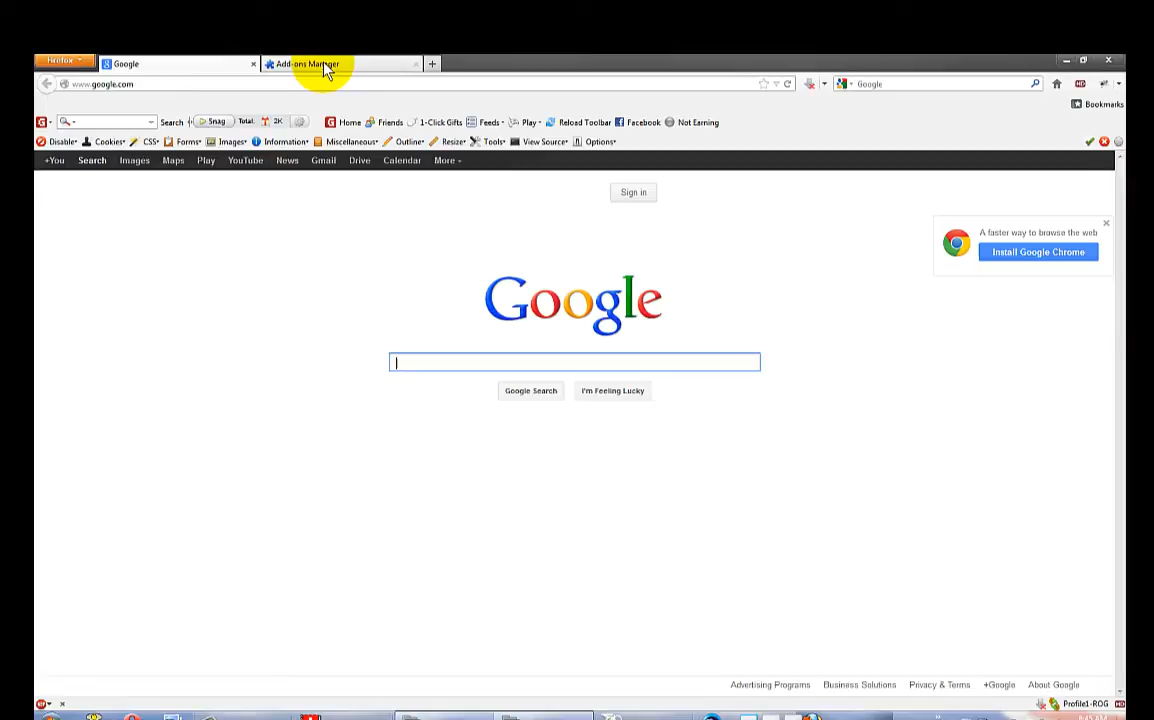 Firefox
Google
Add-ons Manager
www.google.com
Google
Bookmarks
Search
Snag
Total:
2K
Home
Friends
1-Click Gifts
Feeds
Play
Reload Toolbar
Facebook
Not Earning
Disable
Cookies
CSS
Forms
Images
Information
Miscellaneous
Outline
Resize
Tools
View Source
Options
+You Search Images Maps Play YouTube News Gmail Drive Calendar More
Sign in
A faster way to browse the web
Install Google Chrome
Google
Google Search
I'm Feeling Lucky
Advertising Programs
Business Solutions
Privacy & Terms
+Google
About Google
Profile1-ROG